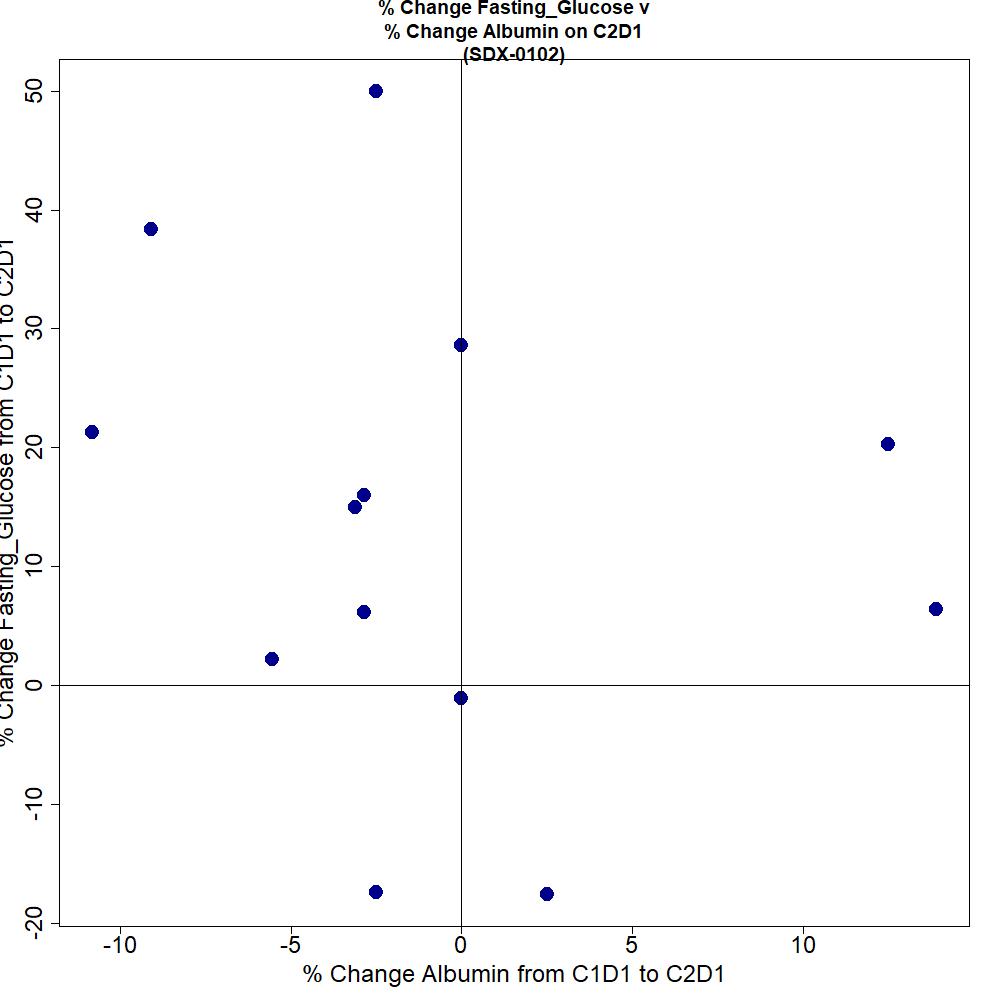 % Change Fasting_Glucose v
% Change Albumin on C2D1
(SDX-0102)
% Change Fasting_Glucose from C1D1 to C2D1
50
40
30
20
10
0
-10
-20
-10
-5
0
5
10
% Change Albumin from C1D1 to C2D1